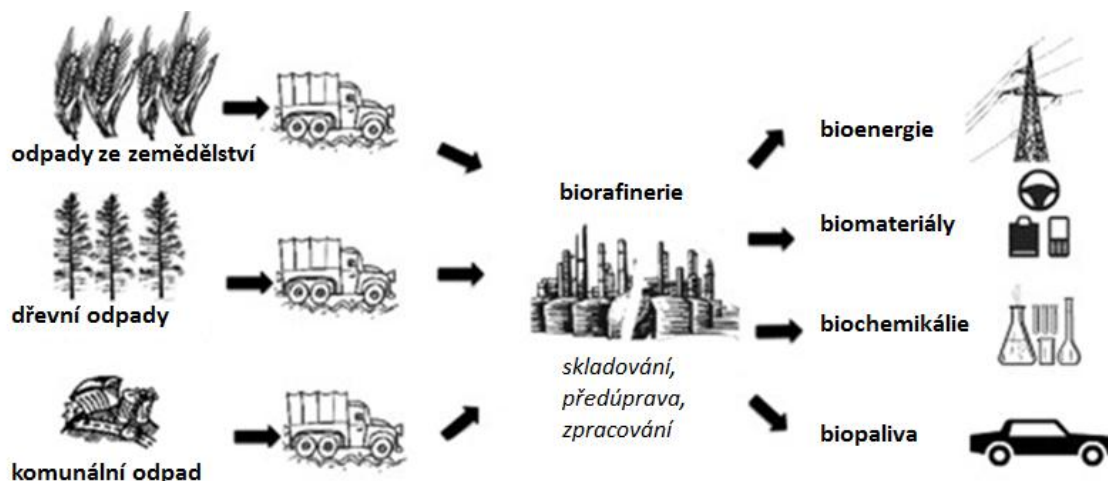 odpady ze zemědělství
dřevní odpady
komunální odpad
biorafinerie
skladování,
předúprava,
zpracování
bioenergie
biomateriály
biochemikálie
biopaliva